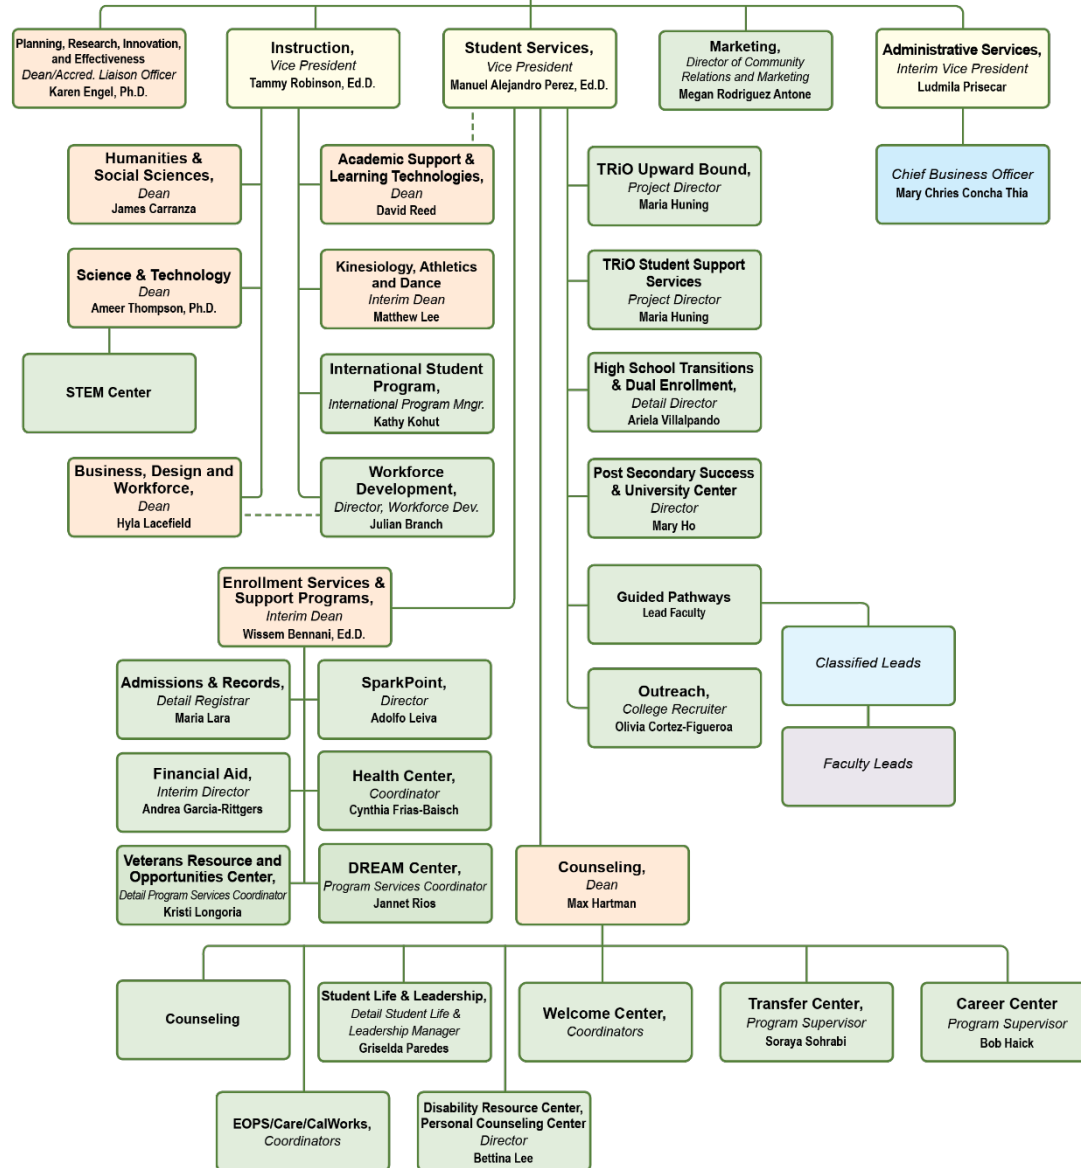 Planning, Research, Innovation,
and Effectiveness
Dean/Accred. Liaison Officer
Karen Engel, Ph.D.
Instruction,
Vice President
Tammy Robinson, Ed.D.
Student Services,
Vice President
Manuel Alejandro Perez, Ed.D.
Marketing,
Director of Community
Relations and Marketing
Megan Rodriguez Antone
Administrative Services,
Interim Vice President
Ludmila Prisecar
Humanities &
Social Sciences,
Dean
James Carranza
Academic Support &
Learning Technologies,
Dean
David Reed
TRiO Upward Bound,
Project Director
Maria Huning
Chief Business Officer
Mary Chries Concha Thia
Science & Technology
Dean
Ameer Thompson, Ph.D.
Kinesiology, Athletics
and Dance
Interim Dean
Matthew Lee
TRiO Student Support
Services
Project Director
Maria Huning
STEM Center
International Student
Program,
International Program Mngr.
Kathy Kohut
High School Transitions
& Dual Enrollment,
Detail Director
Ariela Villalpando
Business, Design and
Workforce,
Dean
Hyla Lacefield
Workforce
Development,
Director, Workforce Dev.
Julian Branch
Post Secondary Success
& University Center
Director
Mary Ho
Enrollment Services &
Support Programs,
Interim Dean
Wissem Bennani, Ed.D.
Guided Pathways
Lead Faculty
Classified Leads
Admissions & Records,
Detail Registrar
Maria Lara
SparkPoint,
Director
Adolfo Leiva
Outreach,
College Recruiter
Olivia Cortez-Figueroa
Faculty Leads
Financial Aid,
Interim Director
Andrea Garcia-Rittgers
Health Center,
Coordinator
Cynthia Frias-Baisch
Veterans Resource and
Opportunities Center,
Detail Program Services Coordinator
Kristi Longoria
DREAM Center,
Program Services Coordinator
Jannet Rios
Counseling,
Dean
Max Hartman
Counseling
Student Life & Leadership,
Detail Student Life &
Leadership Manager
Griselda Paredes
Welcome Center,
Coordinators
Transfer Center,
Program Supervisor
Soraya Sohrabi
Career Center
Program Supervisor
Bob Haick
EOPS/Care/CalWorks,
Coordinators
Disability Resource Center,
Personal Counseling Center
Director
Bettina Lee